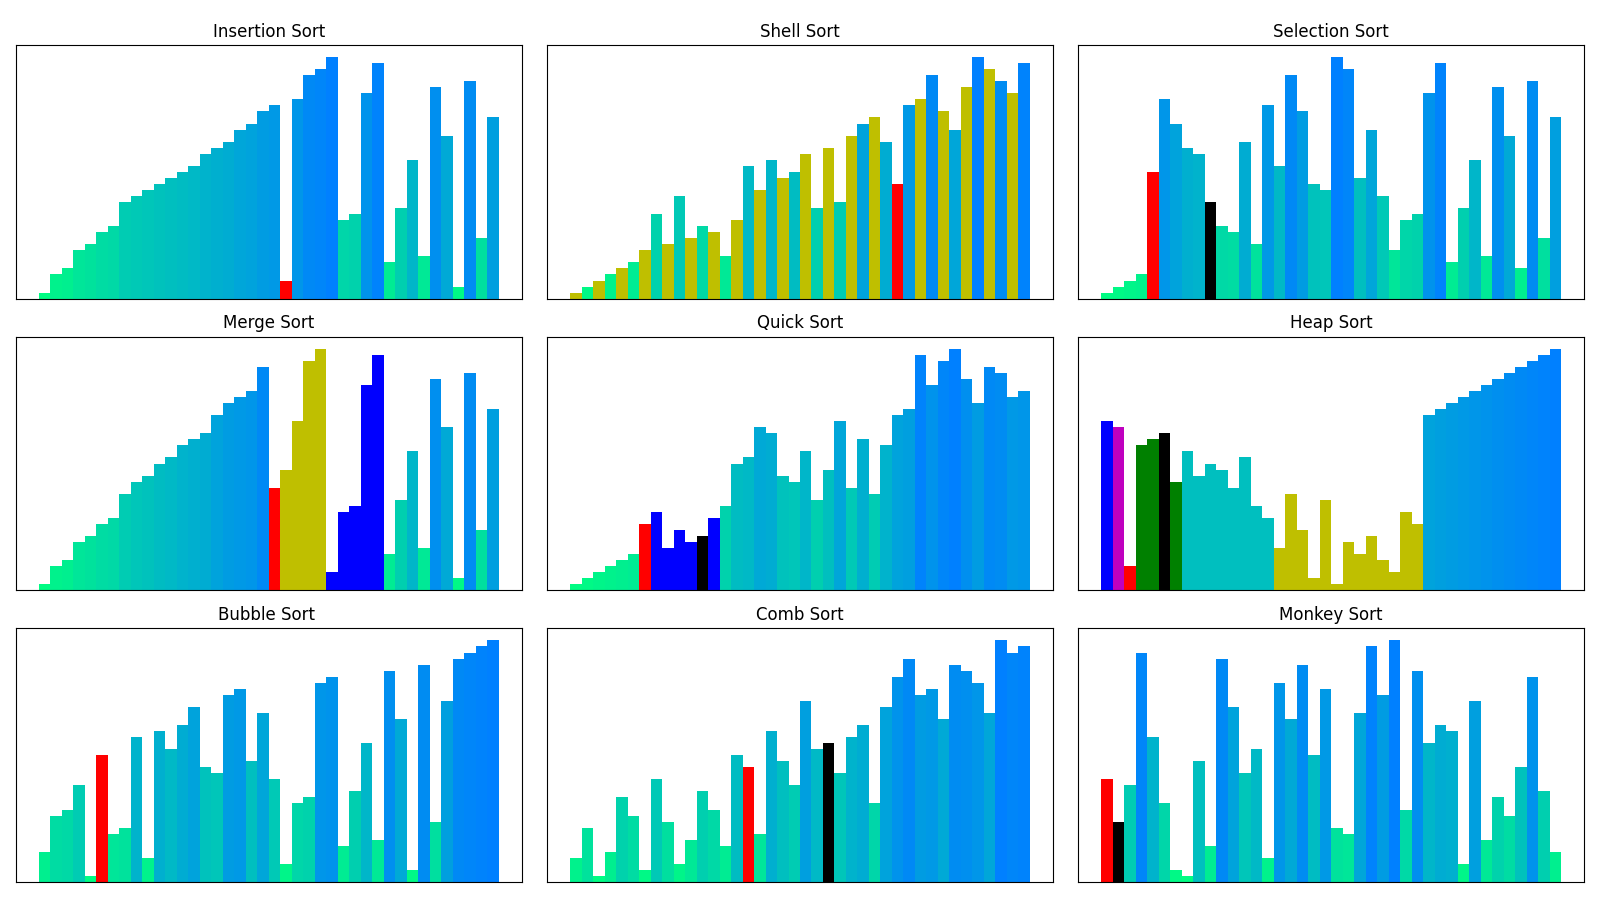 Insertion Sort
Shell Sort
Selection Sort
Merge Sort
Quick Sort
Heap Sort
Bubble Sort
Comb Sort
Monkey Sort